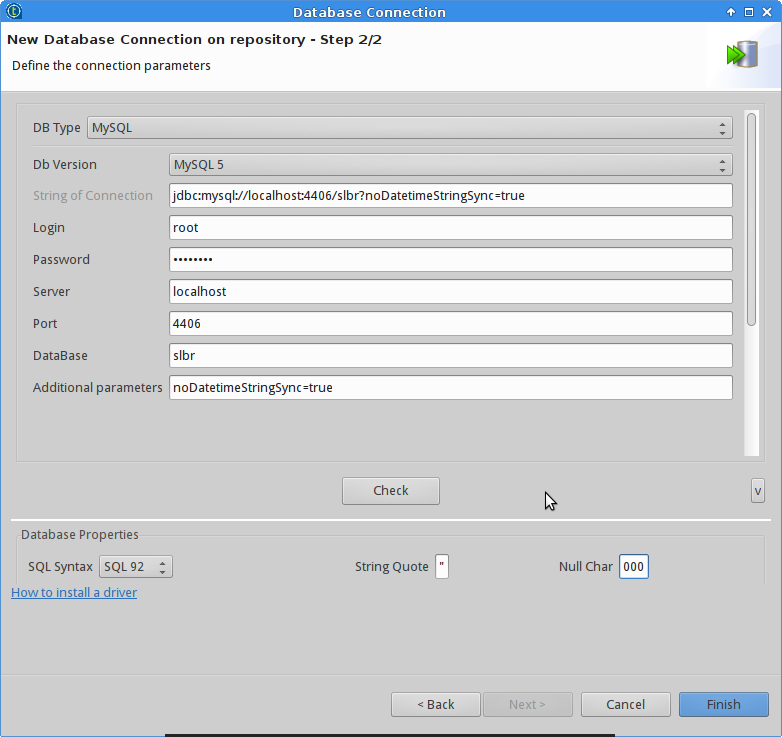 Database Connection
New Database Connection on repository - Step 2/2
Define the connection parameters
DB Type MySQL
Db Version MySQL 5
String of Connection jdbc:mysql://localhost:4406/slbr?noDatetimeStringSync=true
Login root
Password ••••••••
Server localhost
Port 4406
DataBase slbr
Additional parameters noDatetimeStringSync=true
Check v
Database Properties
SQL Syntax SQL 92 String Quote " Null Char 000
How to install a driver
< Back Next > Cancel Finish